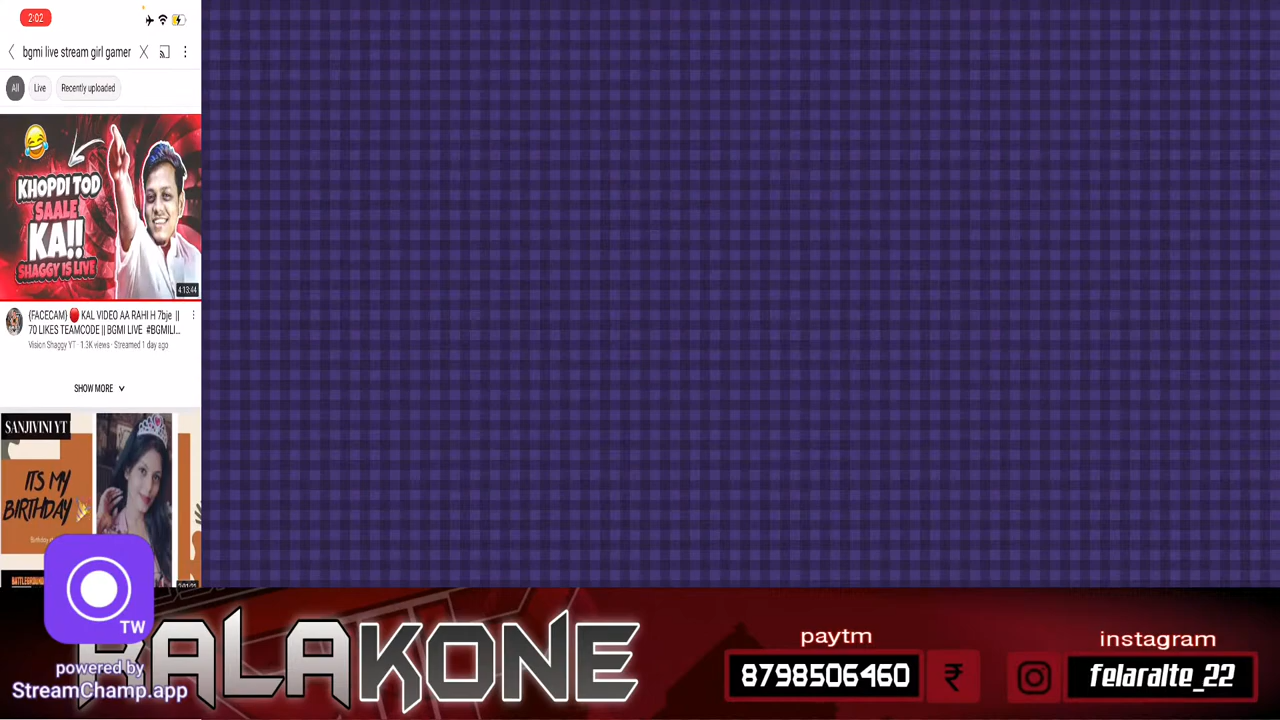 2:02
bgmi live stream girl gamer
All
Live
Recently uploaded
KHOPDI TOD
SAALE
KA!!
SHAGGY IS LIVE
4:13:44
(FACECAM) 🔴 KAL VIDEO AA RAHI H 7bje ||
70 LIKES TEAMCODE || BGMI LIVE #BGMILI...
Vision Shaggy YT · 1.3K views · Streamed 1 day ago
SHOW MORE
SANJIVINI YT
ITS MY
BIRTHDAY
TW
powered by
StreamChamp.app
RALAKONE
paytm
8798506460
₹
instagram
felaralte_22